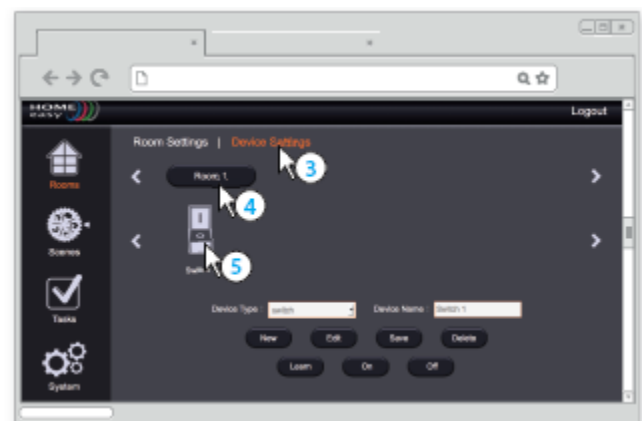 HOME
easy
Logout
Room Settings | Device Settings
3
Rooms
Room 1
4
Scenes
5
Tasks
Device Type : switch
Device Name : Switch 1
New Edit Save Delete
Learn On Off
System